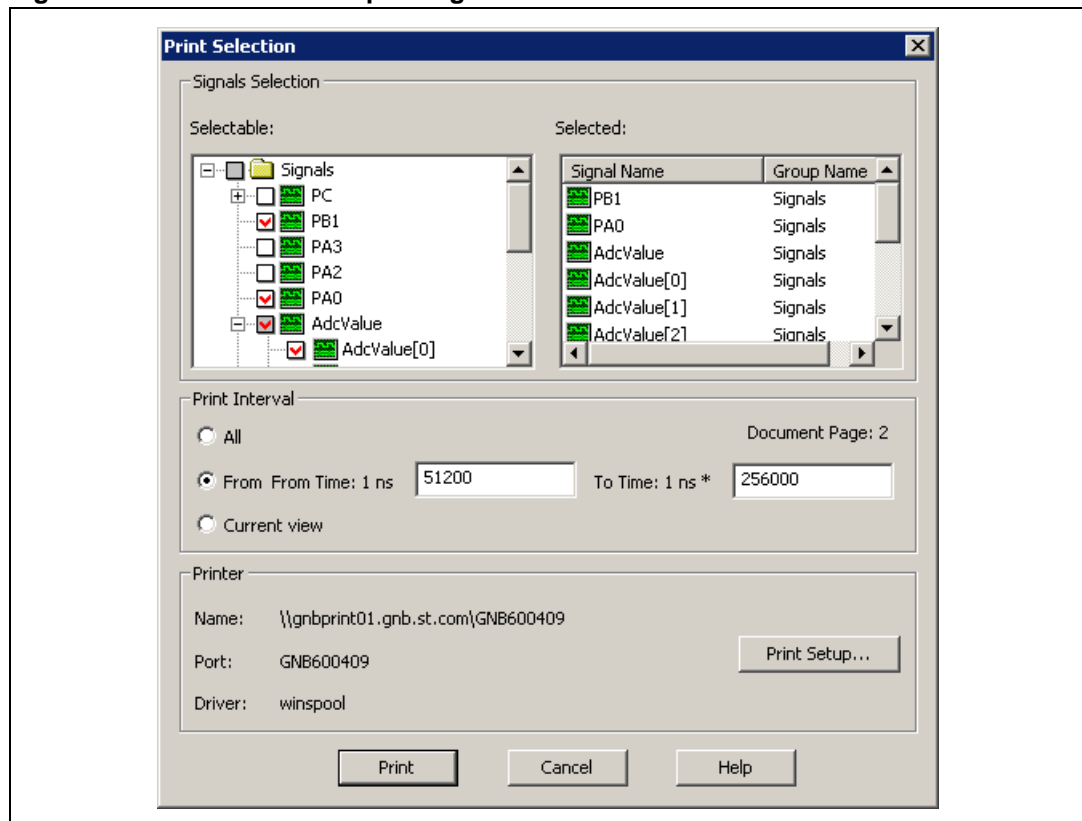 Print Selection
Signals Selection
Selectable:
Selected:
Signals
PC
PB1
PA3
PA2
PA0
AdcValue
AdcValue[0]
Signal Name Group Name
PB1 Signals
PA0 Signals
AdcValue Signals
AdcValue[0] Signals
AdcValue[1] Signals
AdcValue[2] Signals
Print Interval
All
Document Page: 2
From From Time: 1 ns 51200 To Time: 1 ns * 256000
Current view
Printer
Name: \\gnbprint01.gnb.st.com\GNB600409
Port: GNB600409
Print Setup...
Driver: winspool
Print Cancel Help